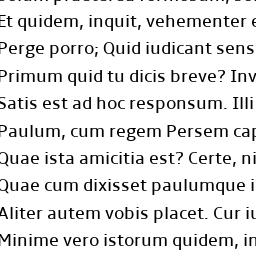 Et quidem, inquit, vehementer
Perge porro; Quid iudicant sens
Primum quid tu dicis breve? Inv
Satis est ad hoc responsum. Illi
Paulum, cum regem Persem cap
Quae ista amicitia est? Certe, ni
Quae cum dixisset paulumque i
Aliter autem vobis placet. Cur iu
Minime vero istorum quidem, in